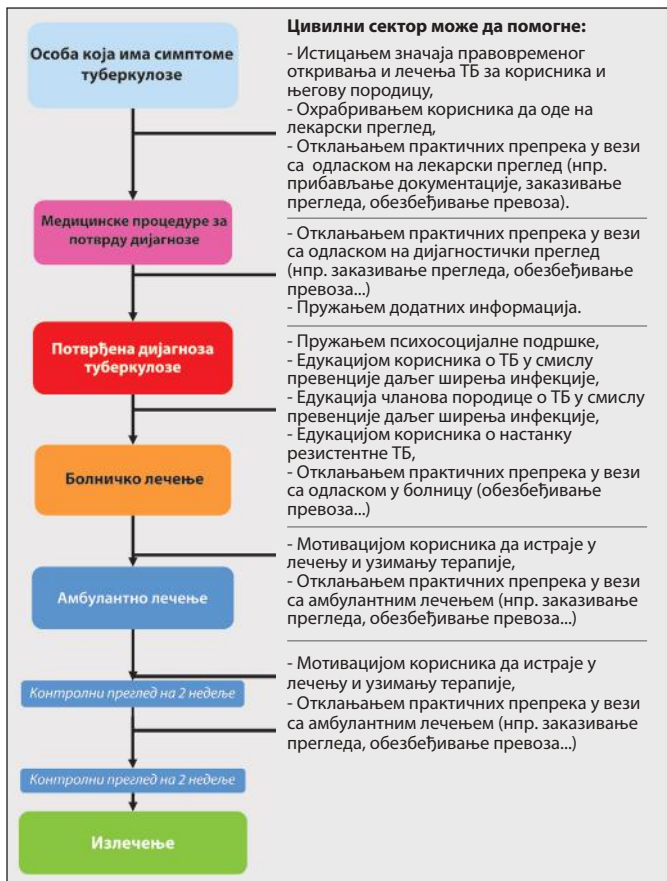 Особа која има симптоме
туберкулозе
Цивилни сектор може да помогне:
- Истицањем значаја правовременог
откривања и лечења ТБ за корисника и
његову породицу,
- Охрабривањем корисника да оде на
лекарски преглед,
- Отклањањем практичних препрека у вези
са одласком на лекарски преглед (нпр.
прибављање документације, заказивање
прегледа, обезбеђивање превоза).
Медицинске процедуре за
потврду дијагнозе
- Отклањањем практичних препрека у вези
са одласком на дијагностички преглед
(нпр. заказивање прегледа, обезбеђивање
превоза...)
- Пружањем додатних информација.
Потврђена дијагноза
туберкулозе
- Пружањем психосоцијалне подршке,
- Едукацијом корисника о ТБ у смислу
превенције даљег ширења инфекције,
- Едукација чланова породице о ТБ у смислу
превенције даљег ширења инфекције,
- Едукацијом корисника о настанку
резистентне ТБ,
- Отклањањем практичних препрека у вези
са одласком у болницу (обезбеђивање
превоза...)
Болничко лечење
- Мотивацијом корисника да истраје у
лечењу и узимању терапије,
- Отклањањем практичних препрека у вези
са амбулантним лечењем (нпр. заказивање
прегледа, обезбеђивање превоза...)
Амбулантно лечење
- Мотивацијом корисника да истраје у
лечењу и узимању терапије,
- Отклањањем практичних препрека у вези
са амбулантним лечењем (нпр. заказивање
прегледа, обезбеђивање превоза...)
Контролни преглед на 2 недеље
Контролни преглед на 2 недеље
Излечење